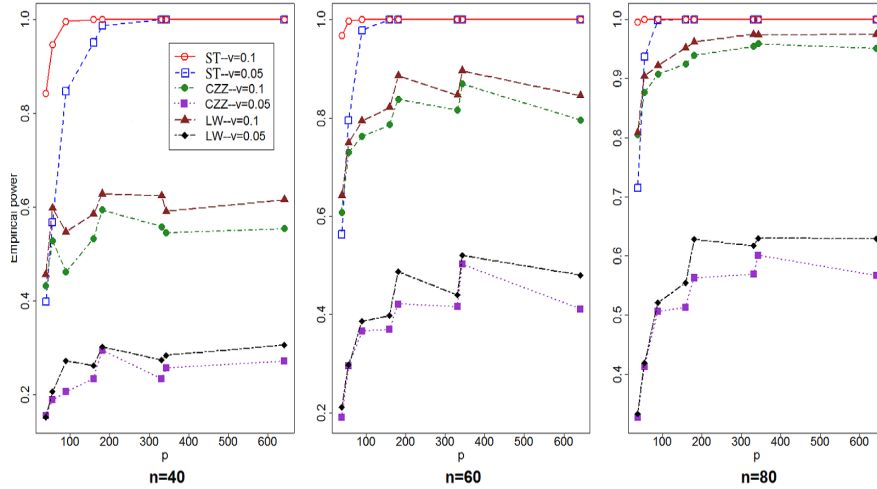 Empirical power
1.0
0.8
0.6
0.4
0.2
ST--v=0.1
ST--v=0.05
CZZ--v=0.1
CZZ--v=0.05
LW--v=0.1
LW--v=0.05
100 200 300 400 500 600
p
n=40
1.0
0.8
0.6
0.4
0.2
100 200 300 400 500 600
p
n=60
1.0
0.9
0.8
0.7
0.6
0.5
0.4
100 200 300 400 500 600
p
n=80